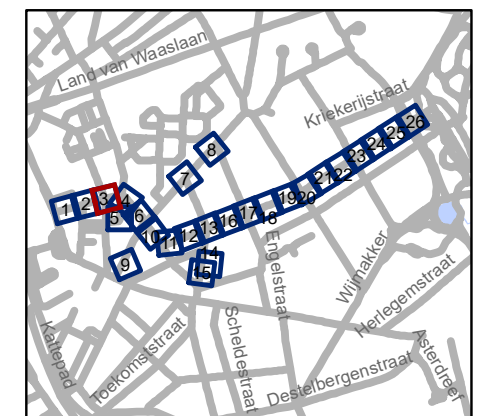 Land van Waaslaan
Kriekerijstraat
26
25
24
23
22
21
20
19
18
17
16
15
14
13
12
11
10
9
8
7
6
5
4
3
2
1
Engelstraat
Wijmakker
Herlegemstraat
Kattepad
Toekomststraat
Scheldestraat
Destelbergenstraat
Asterdreef